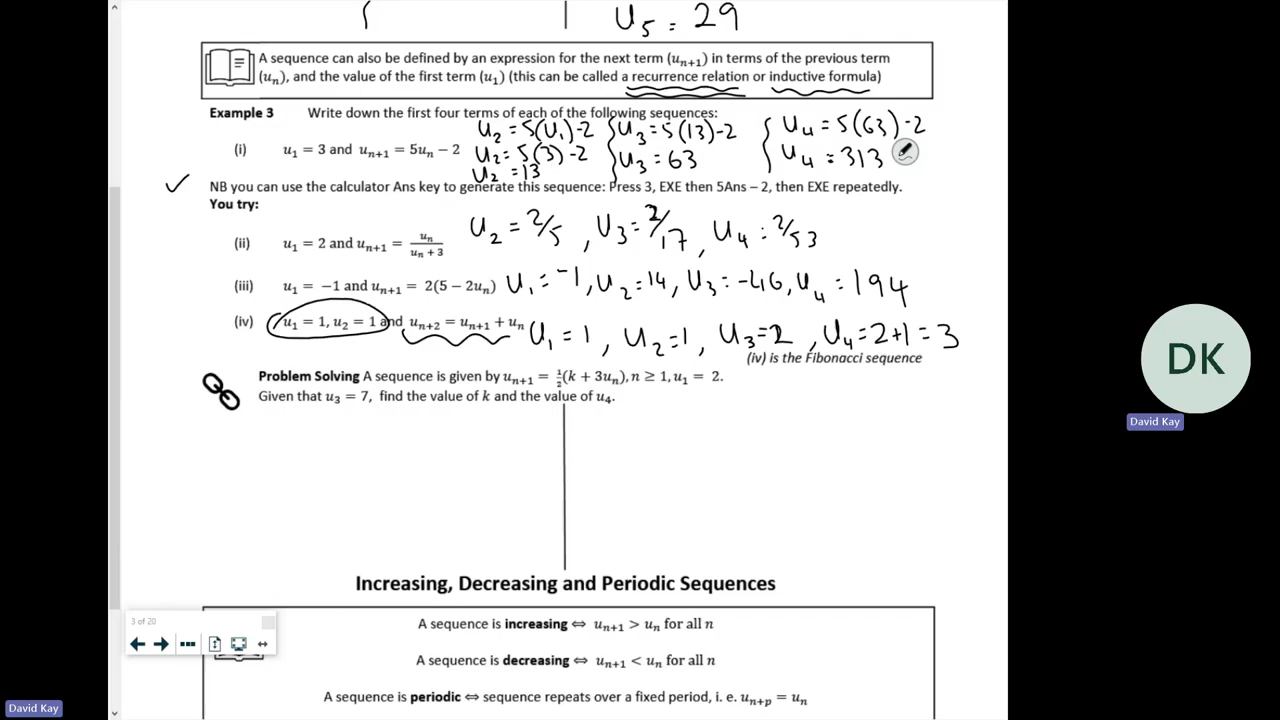 u₅ = 29
A sequence can also be defined by an expression for the next term (uₙ₊₁) in terms of the previous term
(uₙ), and the value of the first term (u₁) (this can be called a recurrence relation or inductive formula)
Example 3 Write down the first four terms of each of the following sequences:
u₂ = 5(u₁)-2 u₃ = 5(13)-2 u₄ = 5(63)-2
(i) u₁ = 3 and uₙ₊₁ = 5uₙ − 2 u₂ = 5(3)-2 u₃ = 63 u₄ = 313
u₂ = 13
NB you can use the calculator Ans key to generate this sequence: Press 3, EXE then 5Ans – 2, then EXE repeatedly.
You try:
(ii) u₁ = 2 and uₙ₊₁ = uₙ/(uₙ + 3) u₂ = 2/5 , u₃ = 2/17 , u₄ = 2/53
(iii) u₁ = −1 and uₙ₊₁ = 2(5 − 2uₙ) u₁ = -1, u₂ = 14, u₃ = -46, u₄ = 194
(iv) u₁ = 1, u₂ = 1 and uₙ₊₂ = uₙ₊₁ + uₙ u₁ = 1 , u₂ = 1, u₃ = 2 , u₄ = 2+1 = 3
(iv) is the Fibonacci sequence
Problem Solving A sequence is given by uₙ₊₁ = ½(k + 3uₙ), n ≥ 1, u₁ = 2.
Given that u₃ = 7, find the value of k and the value of u₄.
Increasing, Decreasing and Periodic Sequences
A sequence is increasing ⇔ uₙ₊₁ > uₙ for all n
A sequence is decreasing ⇔ uₙ₊₁ < uₙ for all n
A sequence is periodic ⇔ sequence repeats over a fixed period, i. e. uₙ₊ₚ = uₙ
3 of 20
DK
David Kay
David Kay